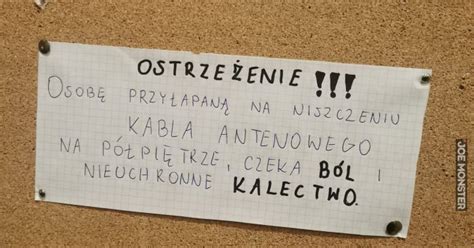 OSTRZEŻENIE !!!
OSOBĘ PRZYŁAPANĄ NA NISZCZENIU
KABLA ANTENOWEGO
NA PÓŁPIĘTRZE, CZEKA BÓL I
NIEUCHRONNE KALECTWO.
JOE MONSTER